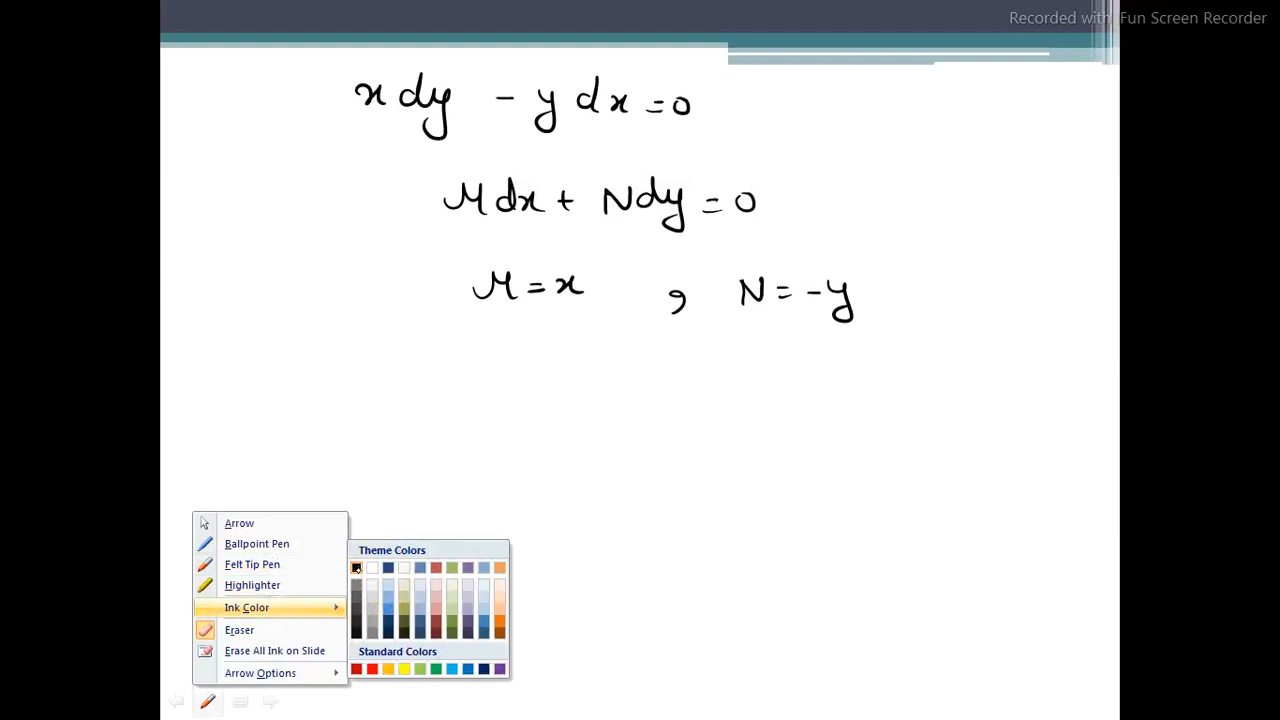 Recorded with Fun Screen Recorder
x dy - y dx = 0
M dx + N dy = 0
M = x , N = -y
Arrow
Ballpoint Pen
Felt Tip Pen
Highlighter
Ink Color
Eraser
Erase All Ink on Slide
Arrow Options
Theme Colors
Standard Colors